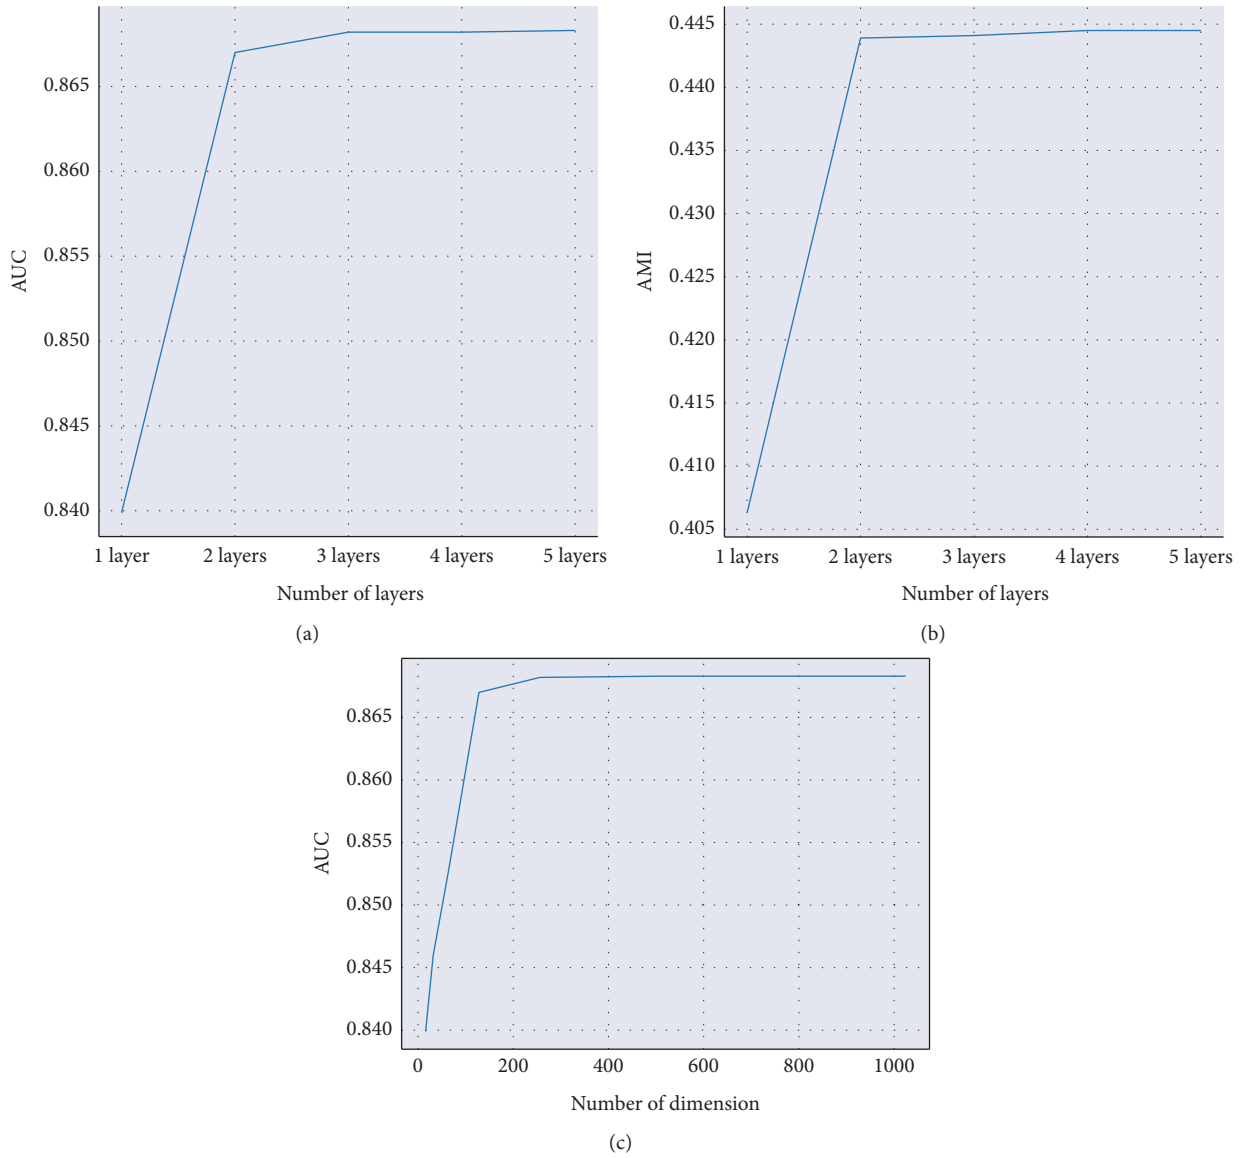 AUC
0.865
0.860
0.855
0.850
0.845
0.840
1 layer 2 layers 3 layers 4 layers 5 layers
Number of layers
(a)
AMI
0.445
0.440
0.435
0.430
0.425
0.420
0.415
0.410
0.405
1 layers 2 layers 3 layers 4 layers 5 layers
Number of layers
(b)
AUC
0.865
0.860
0.855
0.850
0.845
0.840
0 200 400 600 800 1000
Number of dimension
(c)